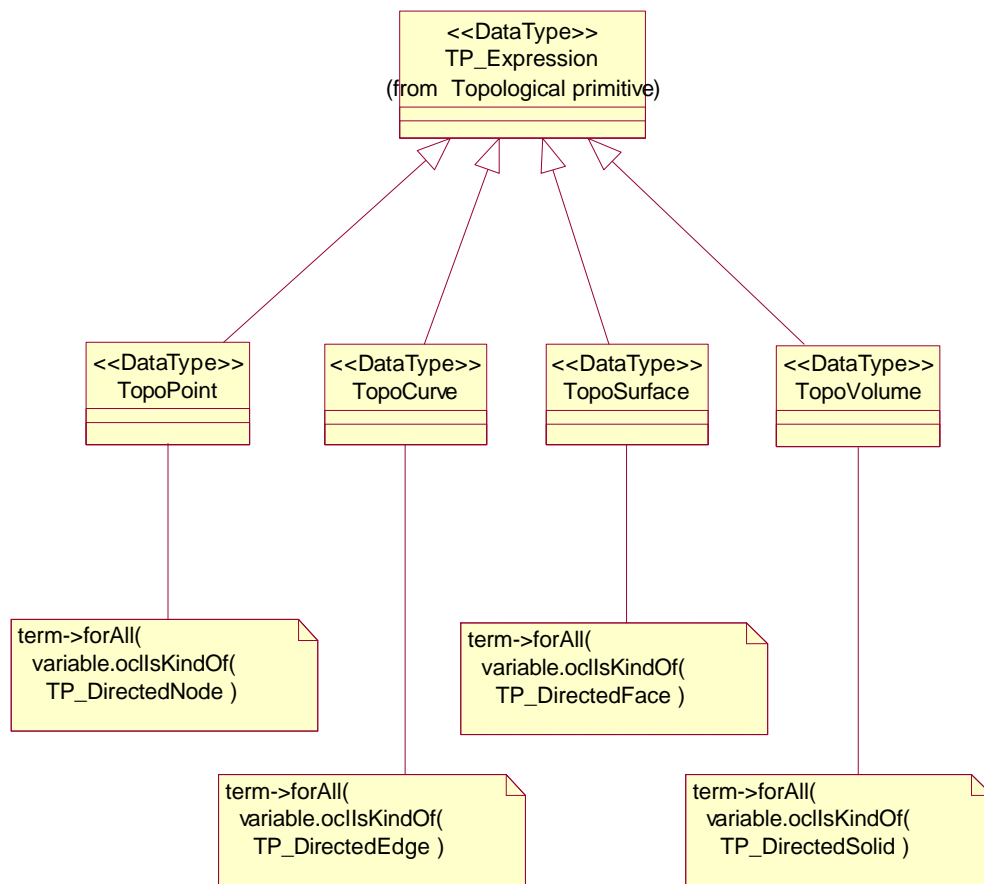 <<DataType>>
TP_Expression
(from Topological primitive)
<<DataType>>
TopoPoint
<<DataType>>
TopoCurve
<<DataType>>
TopoSurface
<<DataType>>
TopoVolume
term->forAll(
variable.oclIsKindOf(
TP_DirectedNode )
term->forAll(
variable.oclIsKindOf(
TP_DirectedFace )
term->forAll(
variable.oclIsKindOf(
TP_DirectedEdge )
term->forAll(
variable.oclIsKindOf(
TP_DirectedSolid )